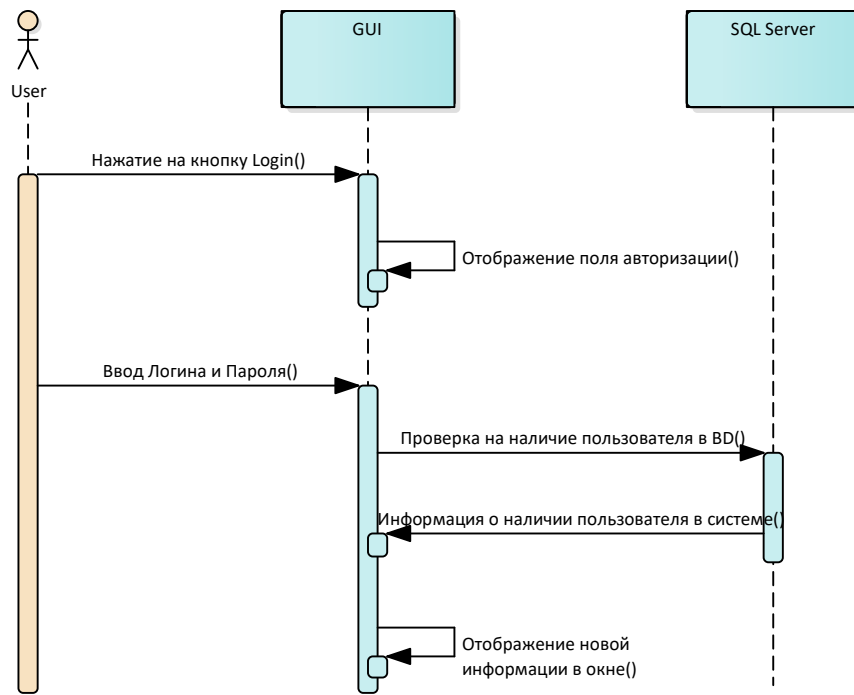 User
GUI
SQL Server
Нажатие на кнопку Login()
Отображение поля авторизации()
Ввод Логина и Пароля()
Проверка на наличие пользователя в BD()
Информация о наличии пользователя в системе()
Отображение новой
информации в окне()